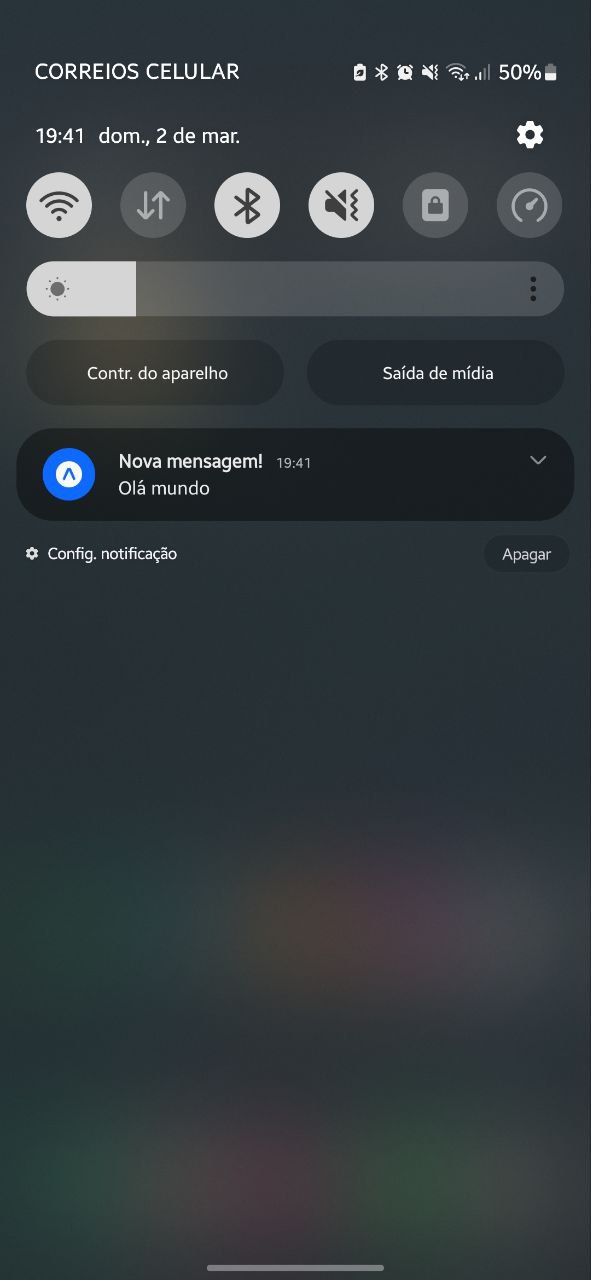 CORREIOS CELULAR 50%
19:41 dom., 2 de mar.
Contr. do aparelho Saída de mídia
Nova mensagem! 19:41
Olá mundo
Config. notificação Apagar